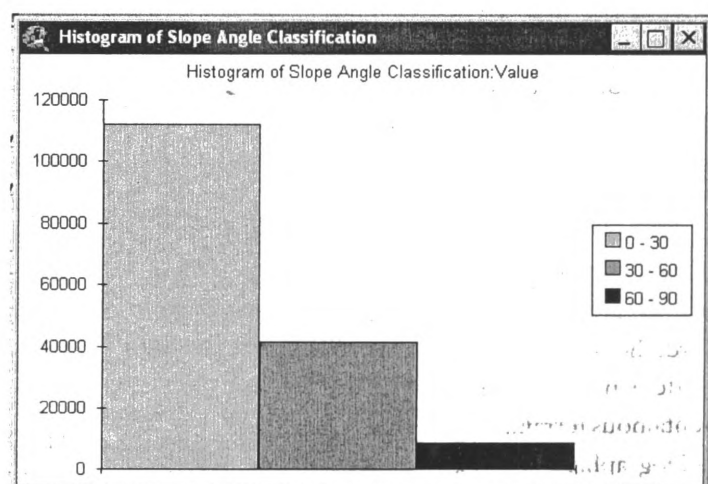 Histogram of Slope Angle Classification
Histogram of Slope Angle Classification:Value
120000
100000
80000
60000
40000
20000
0
0 - 30
30 - 60
60 - 90